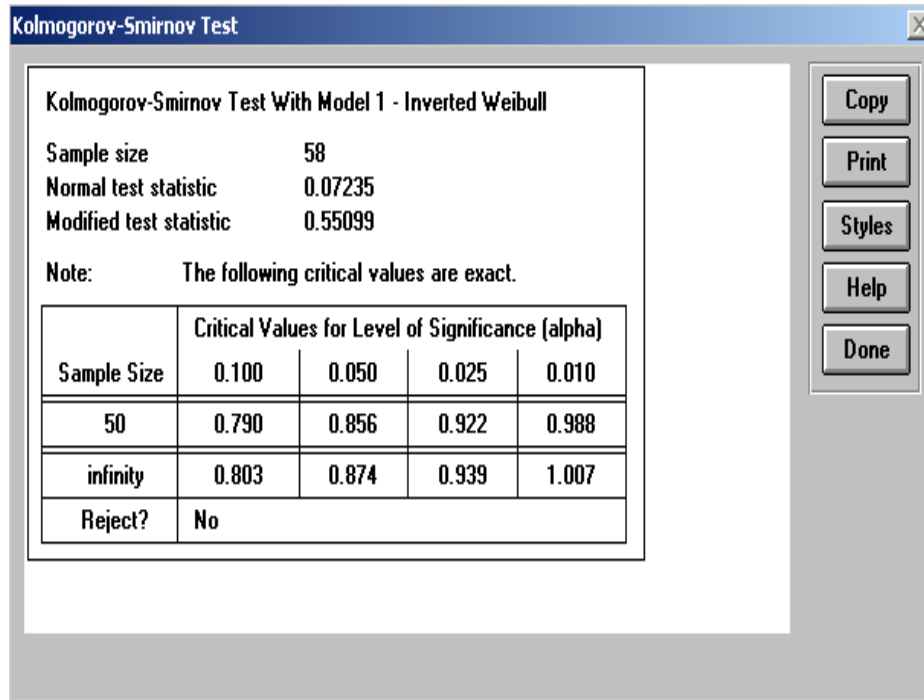 Kolmogorov-Smirnov Test
Kolmogorov-Smirnov Test With Model 1 - Inverted Weibull
Sample size 58
Normal test statistic 0.07235
Modified test statistic 0.55099
Note: The following critical values are exact.
Critical Values for Level of Significance (alpha)
Sample Size 0.100 0.050 0.025 0.010
50 0.790 0.856 0.922 0.988
infinity 0.803 0.874 0.939 1.007
Reject? No
Copy
Print
Styles
Help
Done